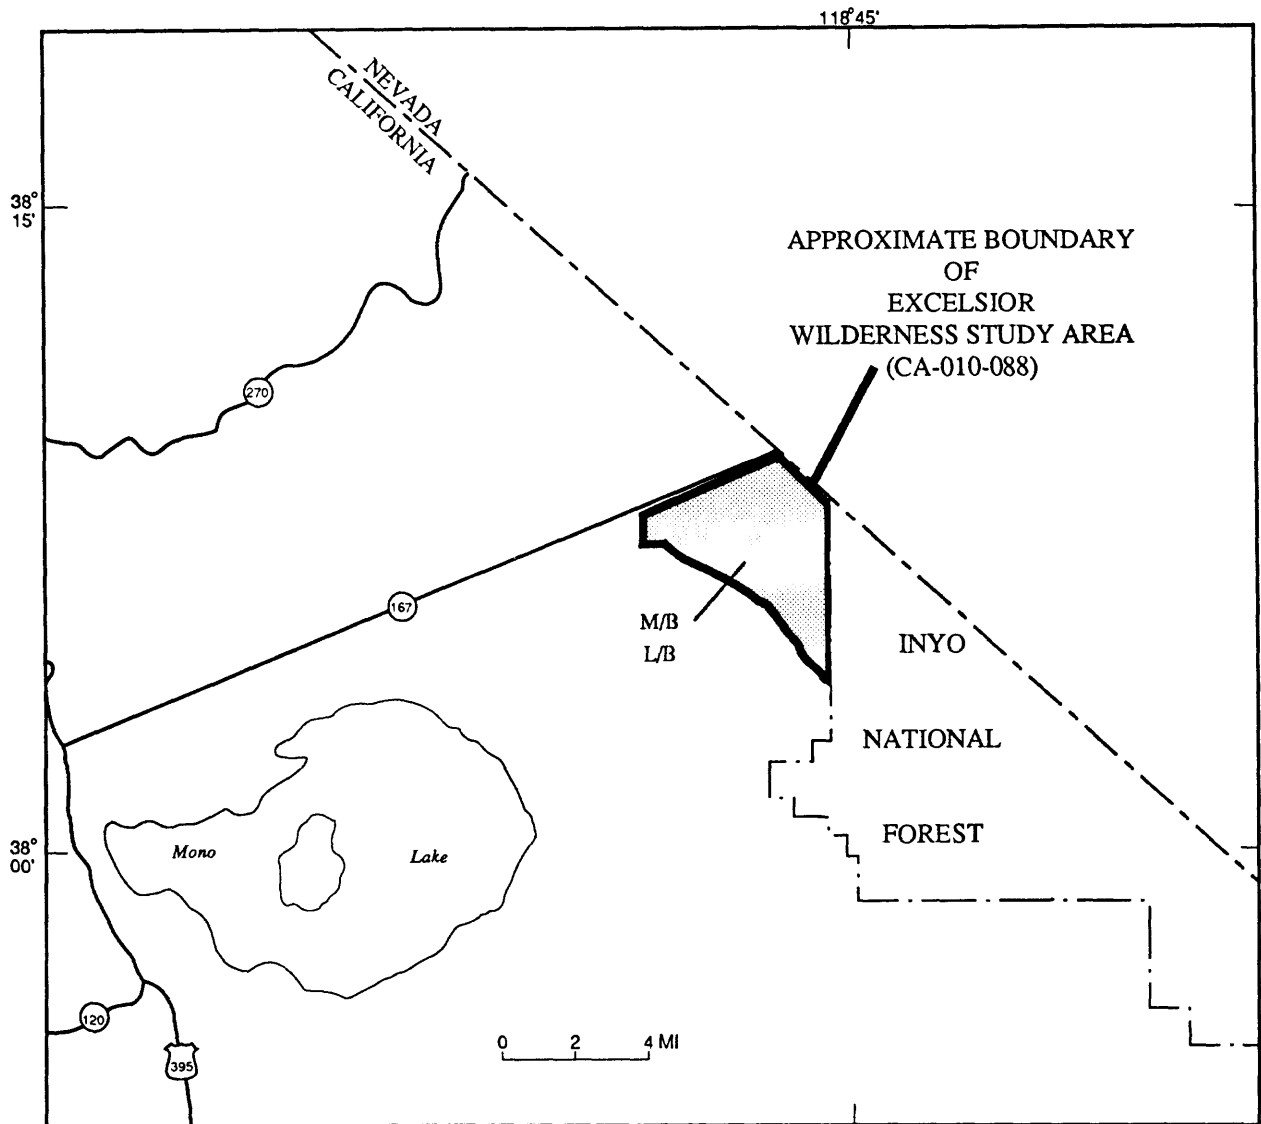 118°45'
NEVADA
CALIFORNIA
38°
15'
APPROXIMATE BOUNDARY
OF
EXCELSIOR
WILDERNESS STUDY AREA
(CA-010-088)
270
167
M/B
L/B
INYO
NATIONAL
FOREST
38°
00'
Mono Lake
120
395
0 2 4 MI